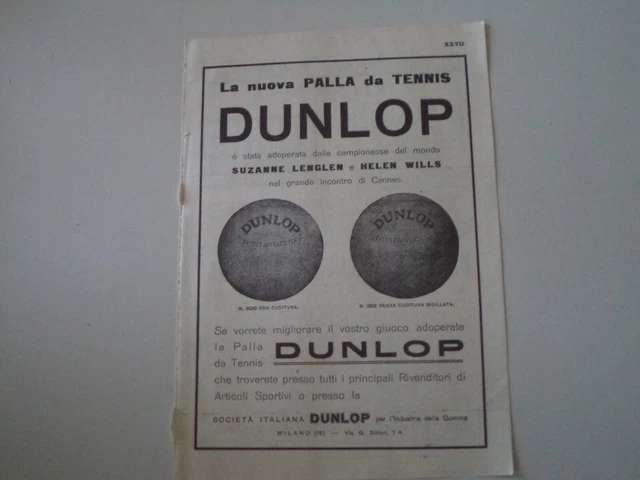 XXVII
La nuova PALLA da TENNIS
DUNLOP
è stata adoperata dalle campionesse del mondo
SUZANNE LENGLEN e HELEN WILLS
nel grande incontro di Cannes.
DUNLOP DUNLOP
N. 600 CON CUCITURA. N. SENZA CUCITURA SIGILLATA.
Se vorrete migliorare il vostro giuoco adoperate
la Palla
da Tennis DUNLOP
che troverete presso tutti i principali Rivenditori di
Articoli Sportivi o presso la
SOCIETÀ ITALIANA DUNLOP per l'Industria della Gomma
MILANO - Via G.